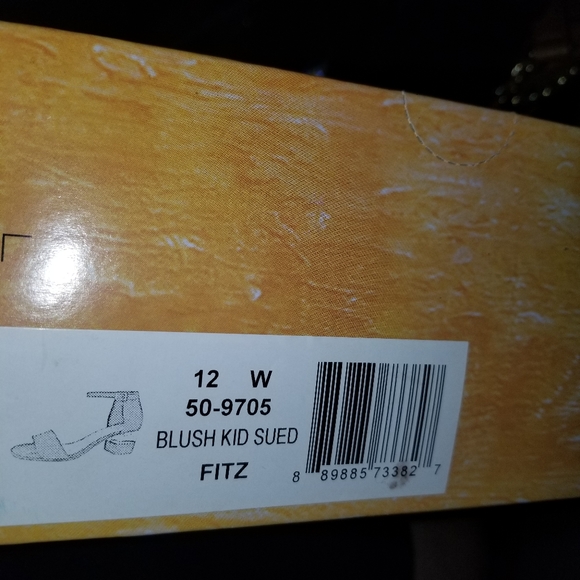 12 W
50-9705
BLUSH KID SUED
FITZ
8 89885 73382 7